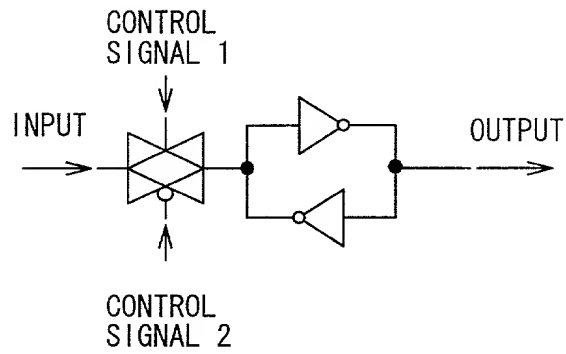 CONTROL
SIGNAL 1
INPUT
OUTPUT
CONTROL
SIGNAL 2